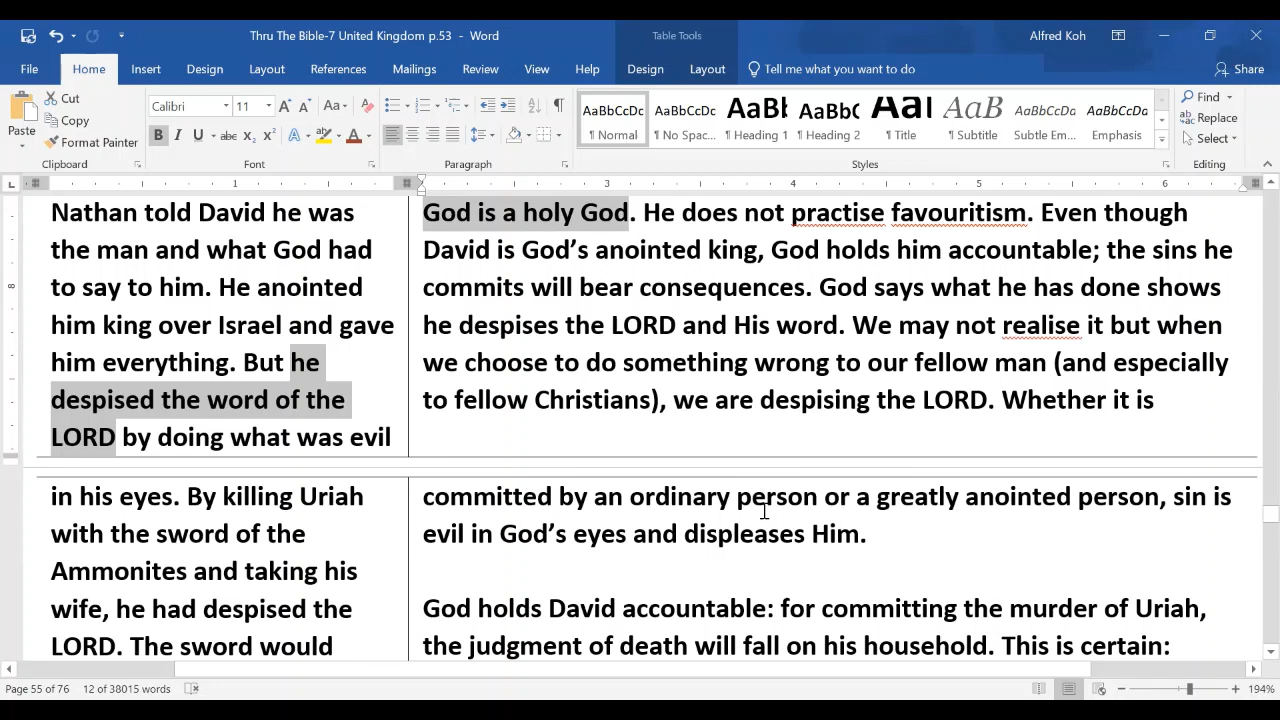 Thru The Bible-7 United Kingdom p.53 - Word
Table Tools
Alfred Koh
File Home Insert Design Layout References Mailings Review View Help Design Layout Tell me what you want to do Share
Paste
Cut
Copy
Format Painter
Clipboard
Calibri 11
Font
Paragraph
AaBbCcDc ¶ Normal
AaBbCcDc ¶ No Spac...
AaBb ¶ Heading 1
AaBbC ¶ Heading 2
AaB ¶ Title
AaB ¶ Subtitle
AaBbCcDt Subtle Em...
AaBbCcDt Emphasis
Styles
Find
Replace
Select
Editing
1 3 4 5 6 7
Nathan told David he was
the man and what God had
to say to him. He anointed
him king over Israel and gave
him everything. But he
despised the word of the
LORD by doing what was evil
in his eyes. By killing Uriah
with the sword of the
Ammonites and taking his
wife, he had despised the
LORD. The sword would
God is a holy God. He does not practise favouritism. Even though
David is God’s anointed king, God holds him accountable; the sins he
commits will bear consequences. God says what he has done shows
he despises the LORD and His word. We may not realise it but when
we choose to do something wrong to our fellow man (and especially
to fellow Christians), we are despising the LORD. Whether it is
committed by an ordinary person or a greatly anointed person, sin is
evil in God’s eyes and displeases Him.
God holds David accountable: for committing the murder of Uriah,
the judgment of death will fall on his household. This is certain:
Page 55 of 76 12 of 38015 words
194%